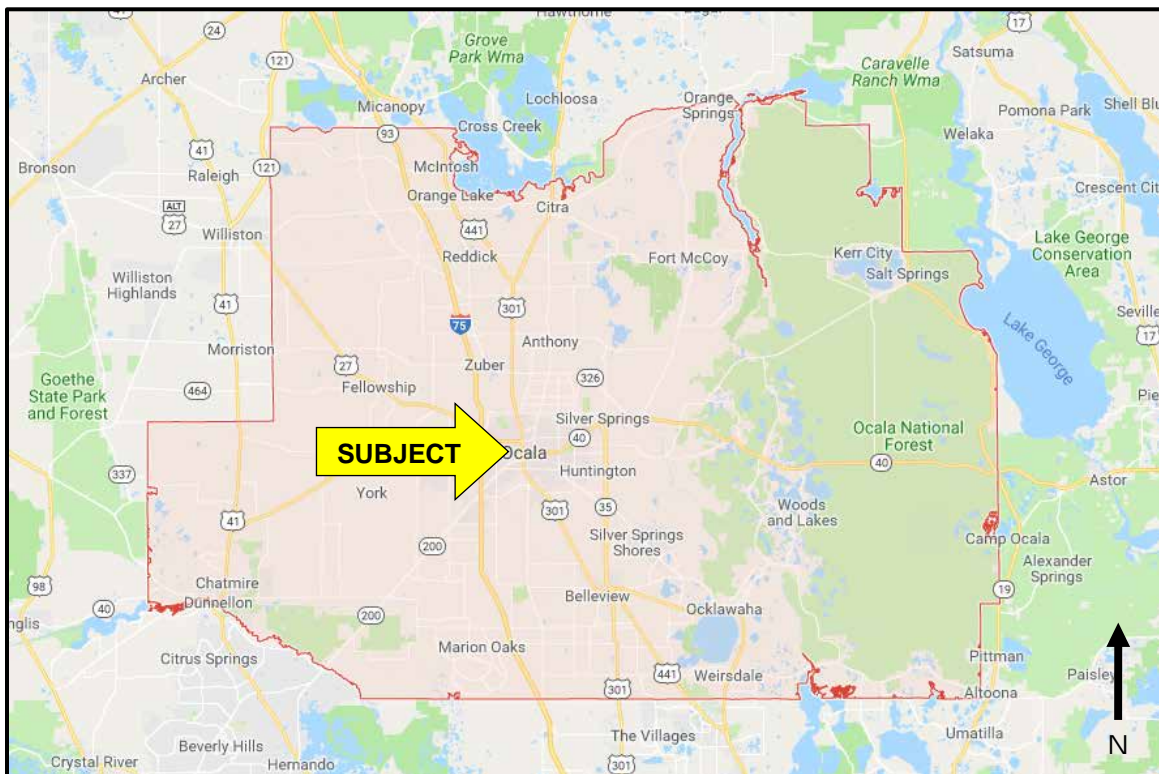 Hawthorne
17
24
121
Grove
Park Wma
Satsuma
Archer
Caravelle
Ranch Wma
121
Lochloosa
Orange
Springs
Micanopy
Pomona Park
93
Cross Creek
Welaka
41
McIntosh
Bronson
121
Raleigh
Crescent
Orange Lake
ALT
27
Citra
Williston
441
Lake George
Conservation
Area
Reddick
Fort McCoy
Kerr City
Salt Springs
Williston
Highlands
41
301
75
Seville
17
Morriston
Anthony
Zuber
Lake George
27
Goethe
State Park
and Forest
464
Fellowship
326
Silver Springs
Ocala National
Forest
SUBJECT
Ocala
40
40
Huntington
337
York
Astor
Woods
and Lakes
35
41
301
200
Silver Springs
Shores
Camp Ocala
Alexander
Springs
98
Chatmire
19
40
Dunnellon
Belleview
Ocklawaha
200
Marion Oaks
Citrus Springs
Pittman
441
Weirsdale
Paisley
301
Altoona
The Villages
Umatilla
Beverly Hills
N
Crystal River
Hernando
301